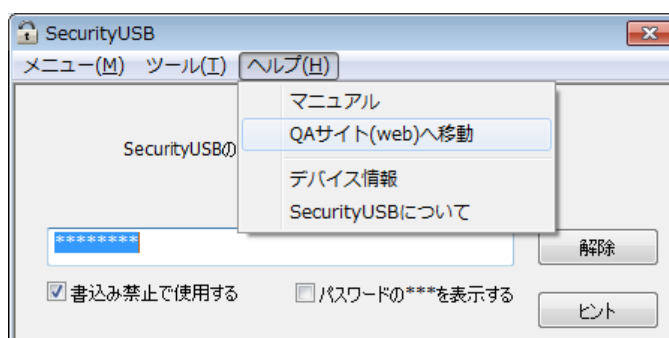 SecurityUSB
メニュー(M) ツール(T) ヘルプ(H)
マニュアル
QAサイト(web)へ移動
SecurityUSBの
デバイス情報
SecurityUSBについて
********
解除
書込み禁止で使用する
パスワードの***を表示する
ヒント